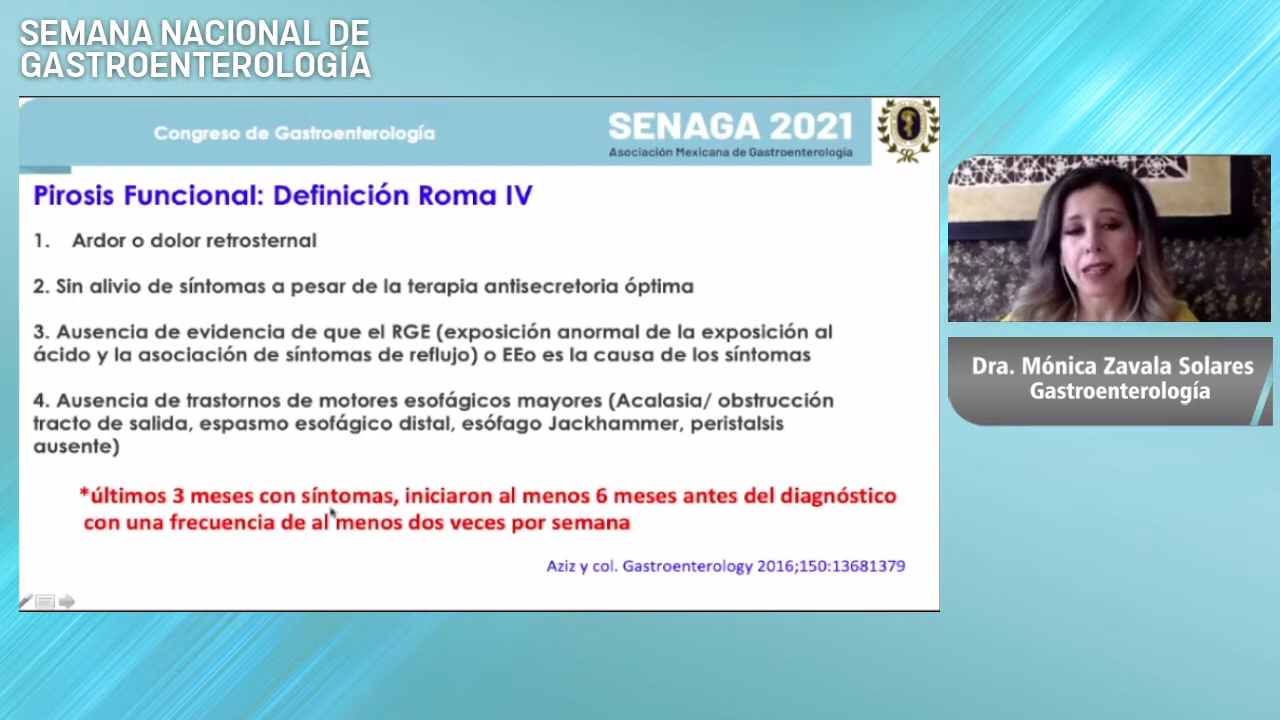 SEMANA NACIONAL DE
GASTROENTEROLOGÍA
Congreso de Gastroenterología
SENAGA 2021
Asociación Mexicana de Gastroenterología
Pirosis Funcional: Definición Roma IV
1. Ardor o dolor retrosternal
2. Sin alivio de síntomas a pesar de la terapia antisecretoria óptima
3. Ausencia de evidencia de que el RGE (exposición anormal de la exposición al
ácido y la asociación de síntomas de reflujo) o EEo es la causa de los síntomas
4. Ausencia de trastornos de motores esofágicos mayores (Acalasia/ obstrucción
tracto de salida, espasmo esofágico distal, esófago Jackhammer, peristalsis
ausente)
*últimos 3 meses con síntomas, iniciaron al menos 6 meses antes del diagnóstico
con una frecuencia de al menos dos veces por semana
Aziz y col. Gastroenterology 2016;150:13681379
Dra. Mónica Zavala Solares
Gastroenterología